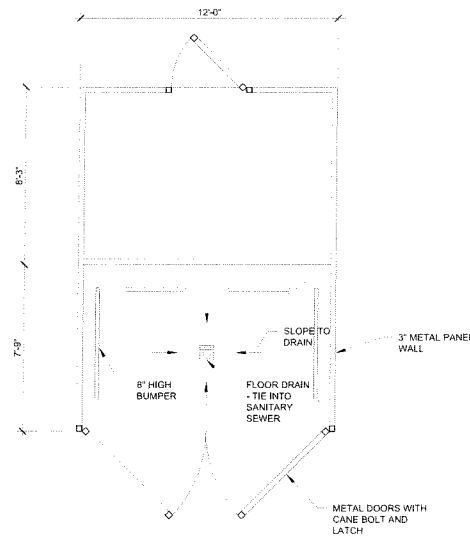 12'-0"
8'-3"
7'-9"
SLOPE TO
DRAIN
3" METAL PANEL
WALL
8" HIGH
BUMPER
FLOOR DRAIN
- TIE INTO
SANITARY
SEWER
METAL DOORS WITH
CANE BOLT AND
LATCH